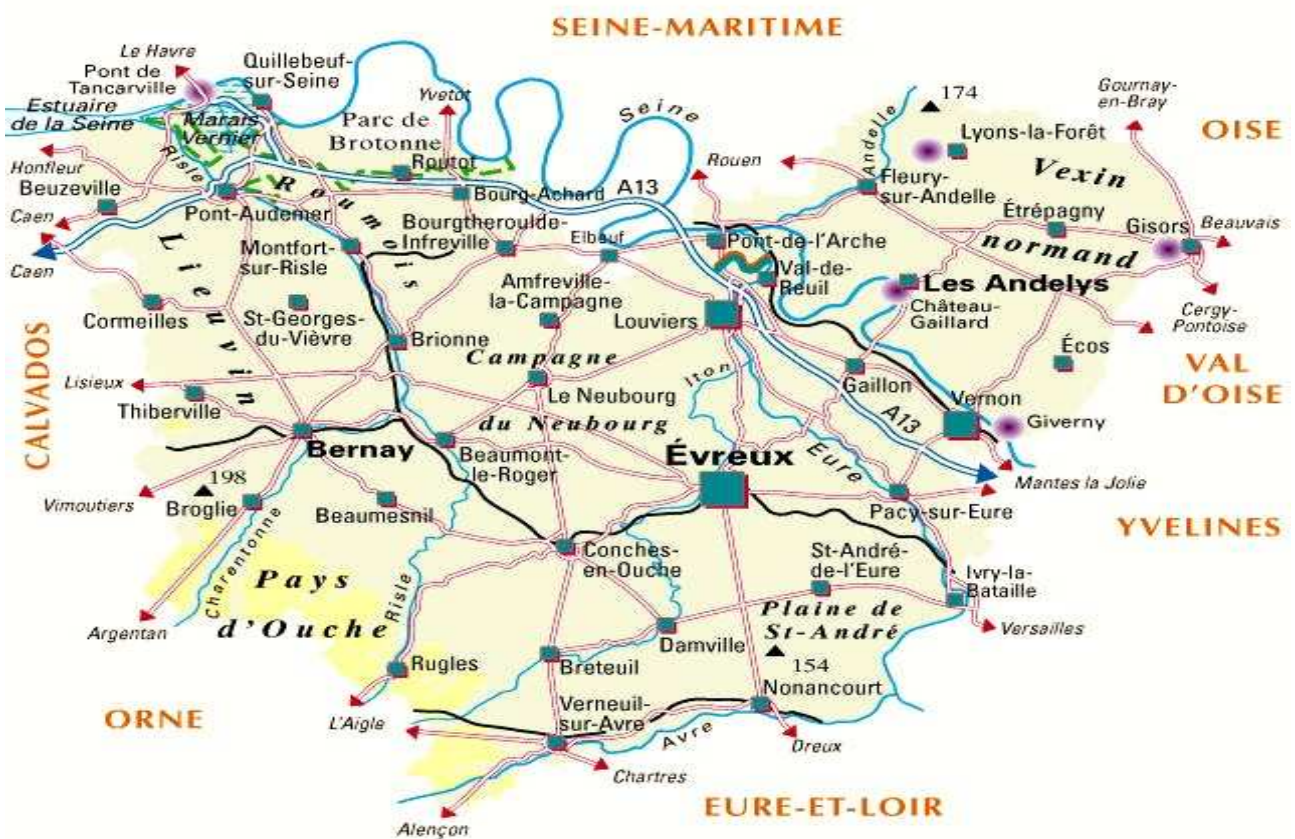 SEINE-MARITIME
Le Havre
Pont de
Tancarville
Quillebeuf-
sur-Seine
Yvetot
Gournay-
en-Bray
Estuaire
de la Seine
Marais
Vernier
Parc de
Brotonne
Seine
174
Andelle
Lyons-la-Forêt
OISE
Honfleur
Risle
Routot
Rouen
Fleury-
sur-Andelle
Vexin
normand
Beuzeville
Caen
Pont-Audemer
Roumois
Bourg-Achard
A13
Étrépagny
Gisors
Beauvais
Caen
Lieuvin
Montfort-
sur-Risle
Bourgtheroulde-
Infreville
Elbeuf
Pont-de-l'Arche
Val-de-
Reuil
Les Andelys
Château-
Gaillard
Cergy-
Pontoise
Cormeilles
St-Georges-
du-Vièvre
Amfreville-
la-Campagne
Louviers
Brionne
Écos
VAL
D'OISE
CALVADOS
Lisieux
Thiberville
Campagne
du Neubourg
Le Neubourg
Iton
Gaillon
A13
Vernon
Giverny
Bernay
Beaumont-
le-Roger
Évreux
Eure
Mantes la Jolie
Vimoutiers
198
Broglie
Beaumesnil
Pacy-sur-Eure
YVELINES
Charentonne
Pays
d'Ouche
Risle
Conches-
en-Ouche
St-André-
de-l'Eure
Ivry-la-
Bataille
Argentan
Plaine de
St-André
Versailles
Damville
154
Rugles
Breteuil
Nonancourt
ORNE
L'Aigle
Verneuil-
sur-Avre
Avre
Dreux
Chartres
EURE-ET-LOIR
Alençon